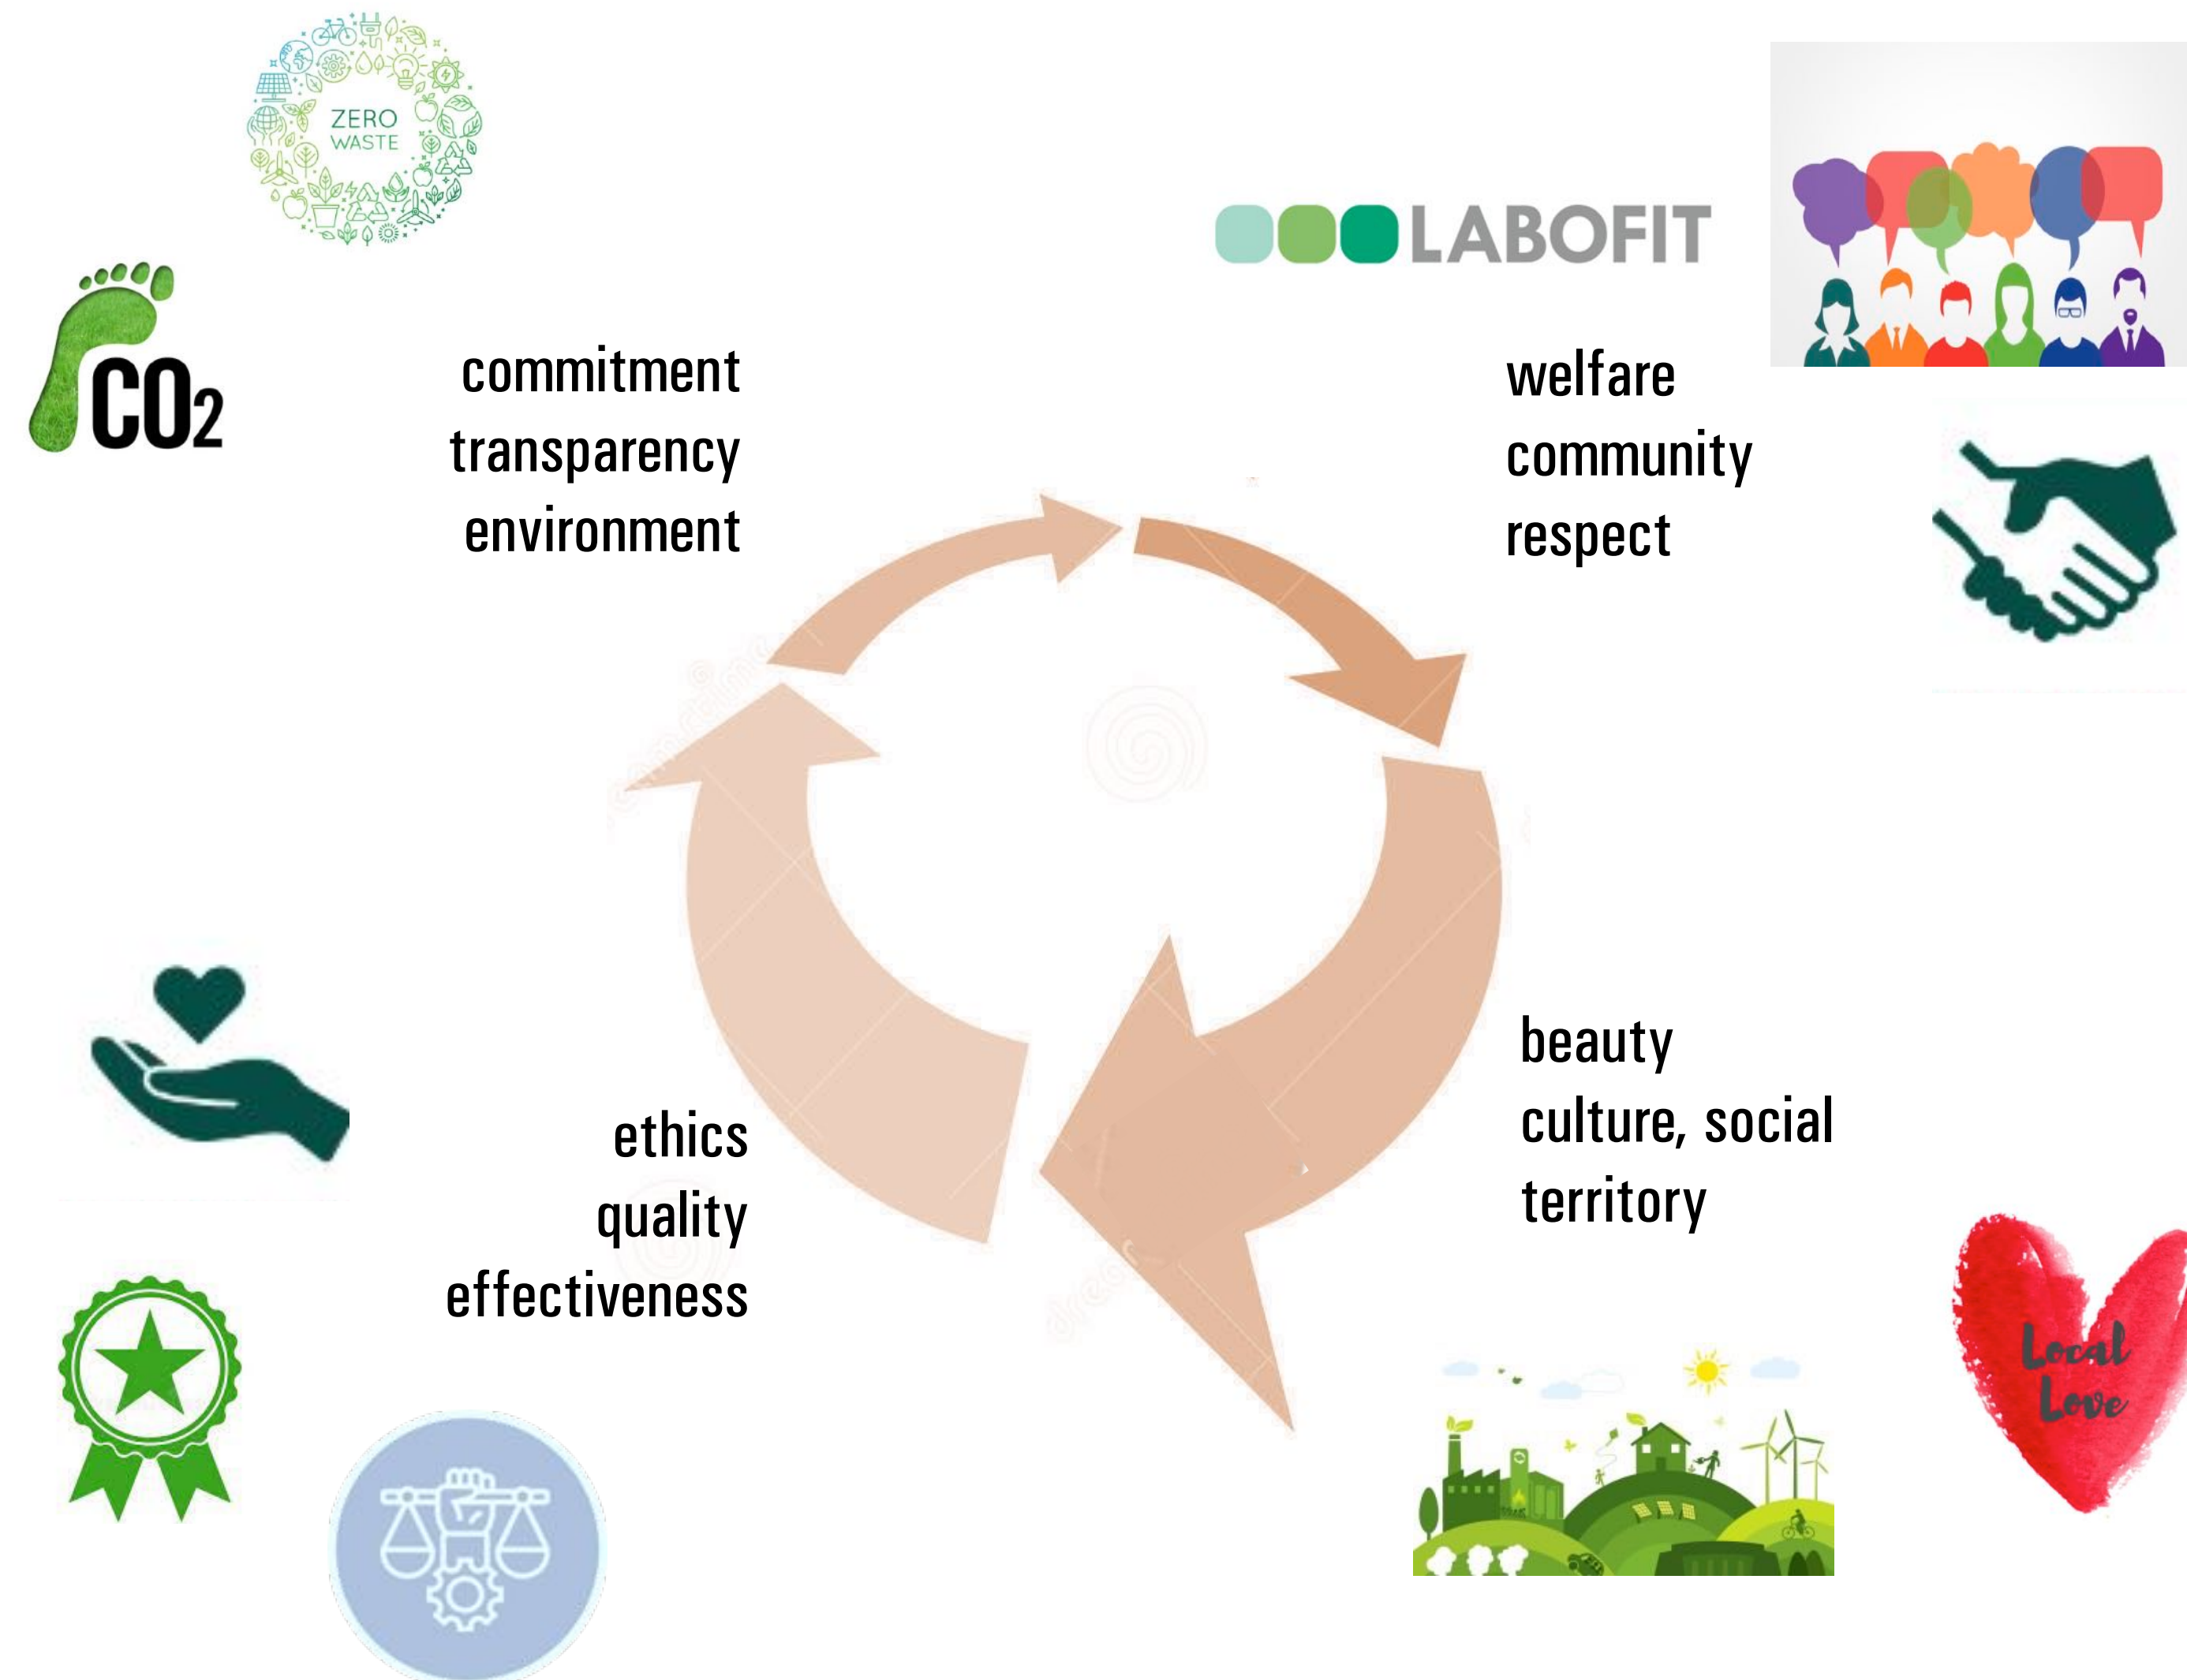 ZERO
WASTE
LABOFIT
CO2
commitment
transparency
environment
welfare
community
respect
ethics
quality
effectiveness
beauty
culture, social
territory
Local
Love